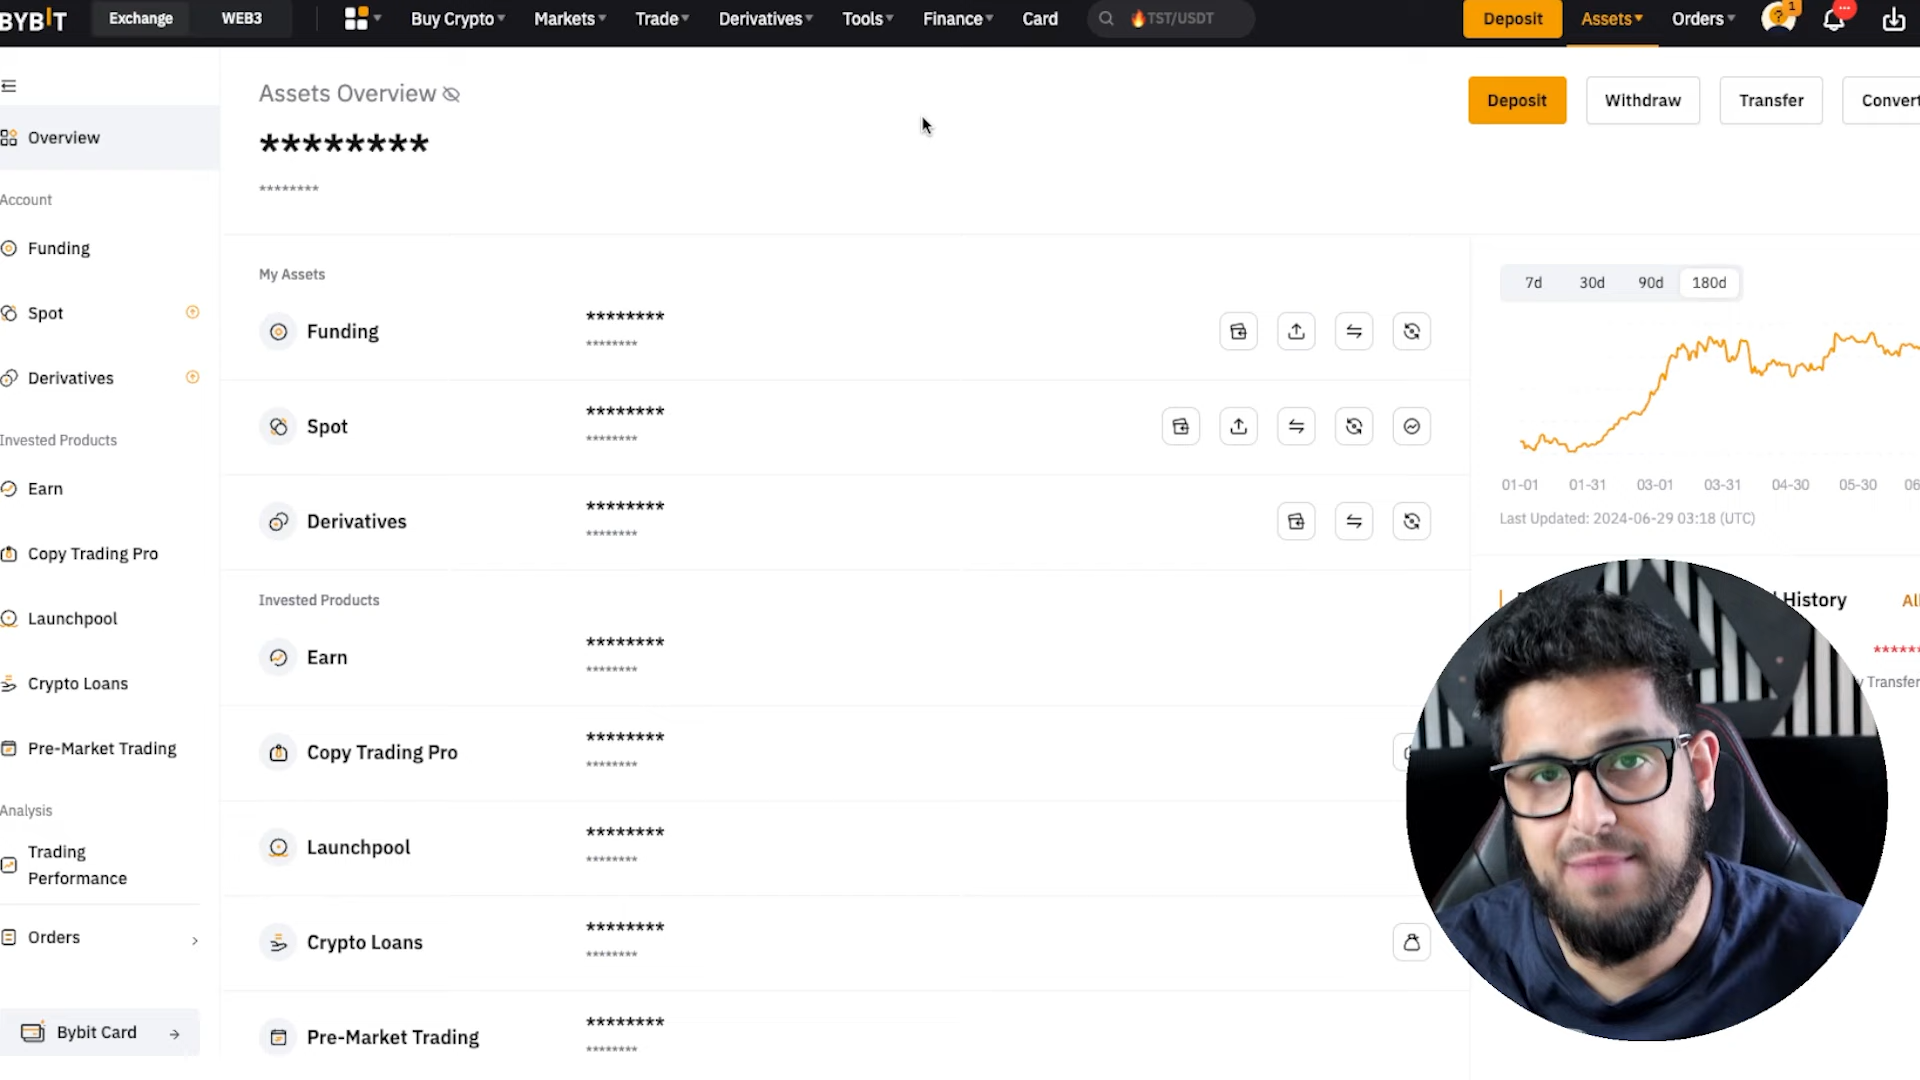 BYBIT Exchange WEB3 Buy Crypto Markets Trade Derivatives Tools Finance Card TST/USDT Deposit Assets Orders 1
Assets Overview
********
********
Deposit Withdraw Transfer Convert
Overview
Account
Funding
Spot
Derivatives
Invested Products
Earn
Copy Trading Pro
Launchpool
Crypto Loans
Pre-Market Trading
Analysis
Trading
Performance
Orders
Bybit Card
My Assets
Funding ********
********
Spot ********
********
Derivatives ********
********
Invested Products
Earn ********
********
Copy Trading Pro ********
********
Launchpool ********
********
Crypto Loans ********
********
Pre-Market Trading ********
********
7d 30d 90d 180d
01-01 01-31 03-01 03-31 04-30 05-30 06
Last Updated: 2024-06-29 03:18 (UTC)
History All
******
Transfer